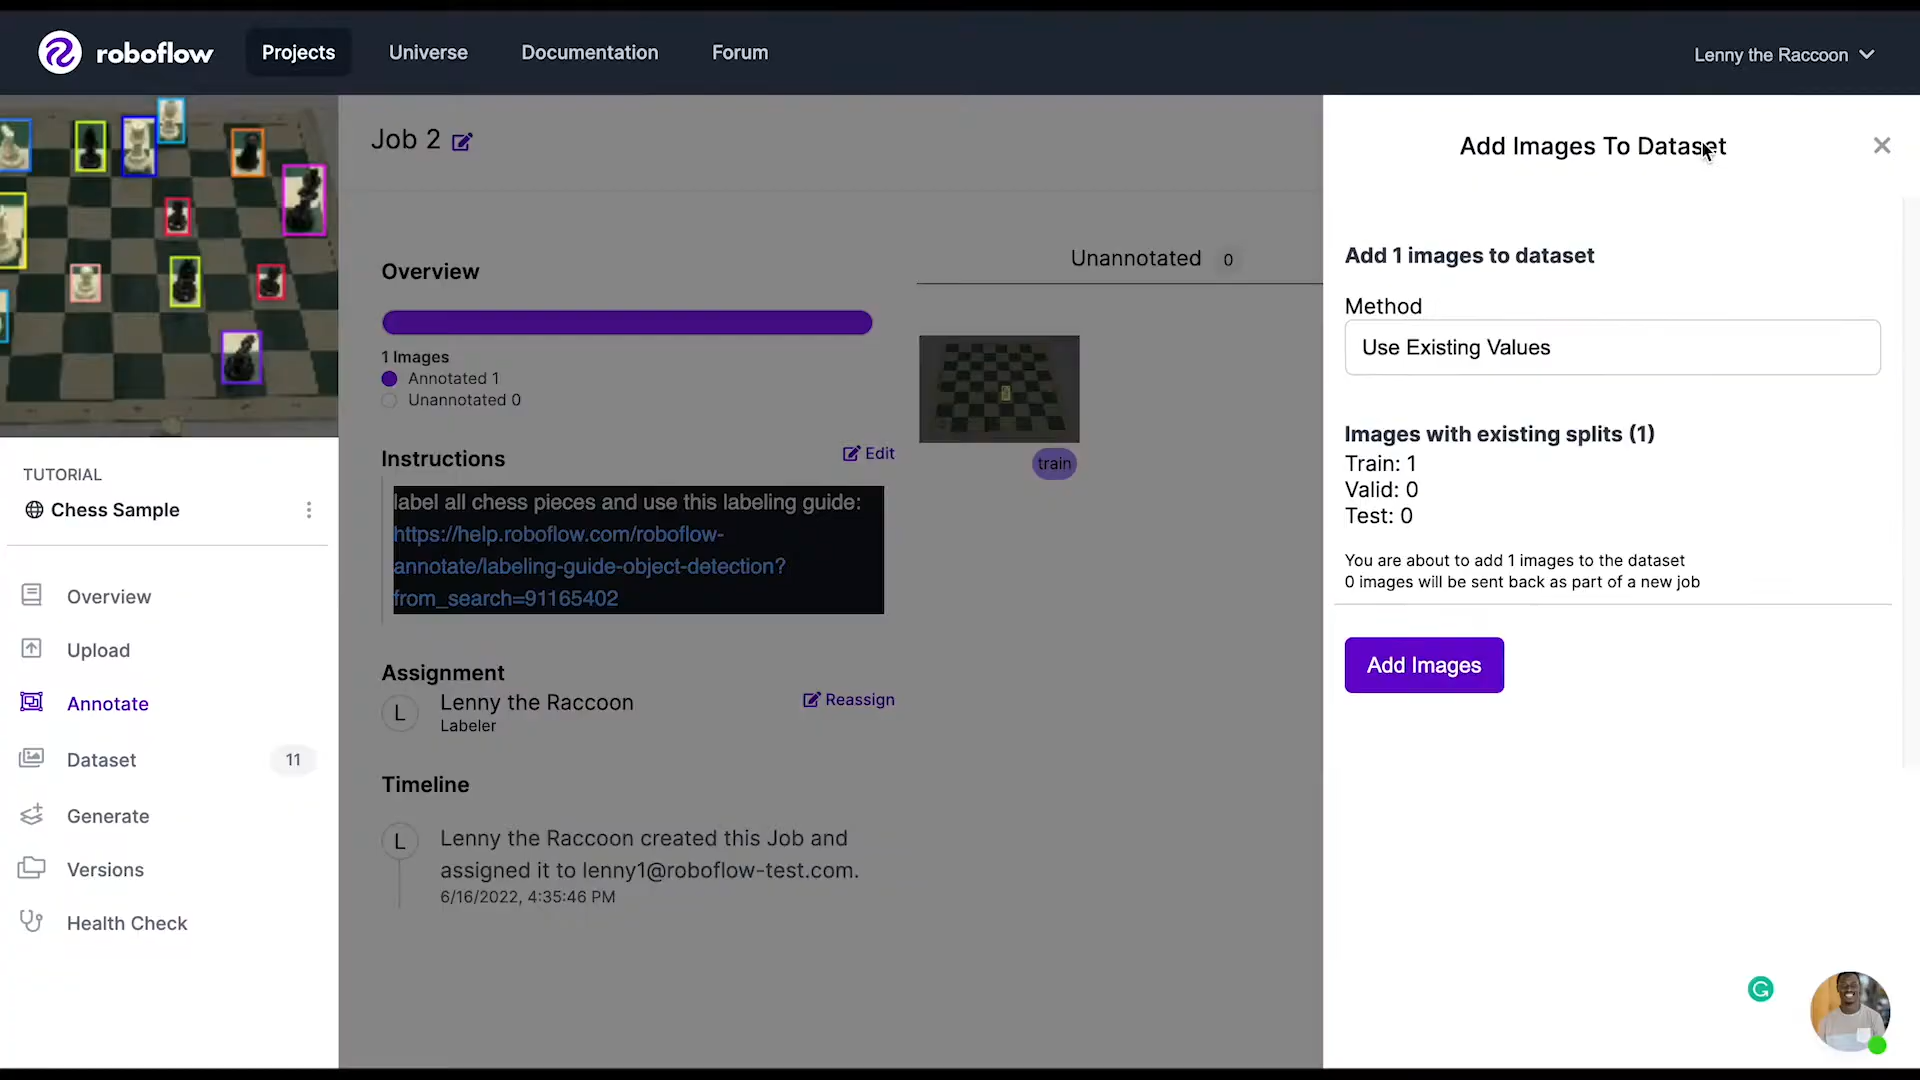 roboflow
Projects
Universe
Documentation
Forum
Lenny the Raccoon
TUTORIAL
Chess Sample
Overview
Upload
Annotate
Dataset 11
Generate
Versions
Health Check
Job 2
Overview
1 Images
Annotated 1
Unannotated 0
Instructions
Edit
label all chess pieces and use this labeling guide:
https://help.roboflow.com/roboflow-
annotate/labeling-guide-object-detection?
from_search=91165402
Assignment
L
Lenny the Raccoon
Labeler
Reassign
Timeline
L
Lenny the Raccoon created this Job and
assigned it to lenny1@roboflow-test.com.
6/16/2022, 4:35:46 PM
Unannotated 0
train
Add Images To Dataset
Add 1 images to dataset
Method
Use Existing Values
Images with existing splits (1)
Train: 1
Valid: 0
Test: 0
You are about to add 1 images to the dataset
0 images will be sent back as part of a new job
Add Images